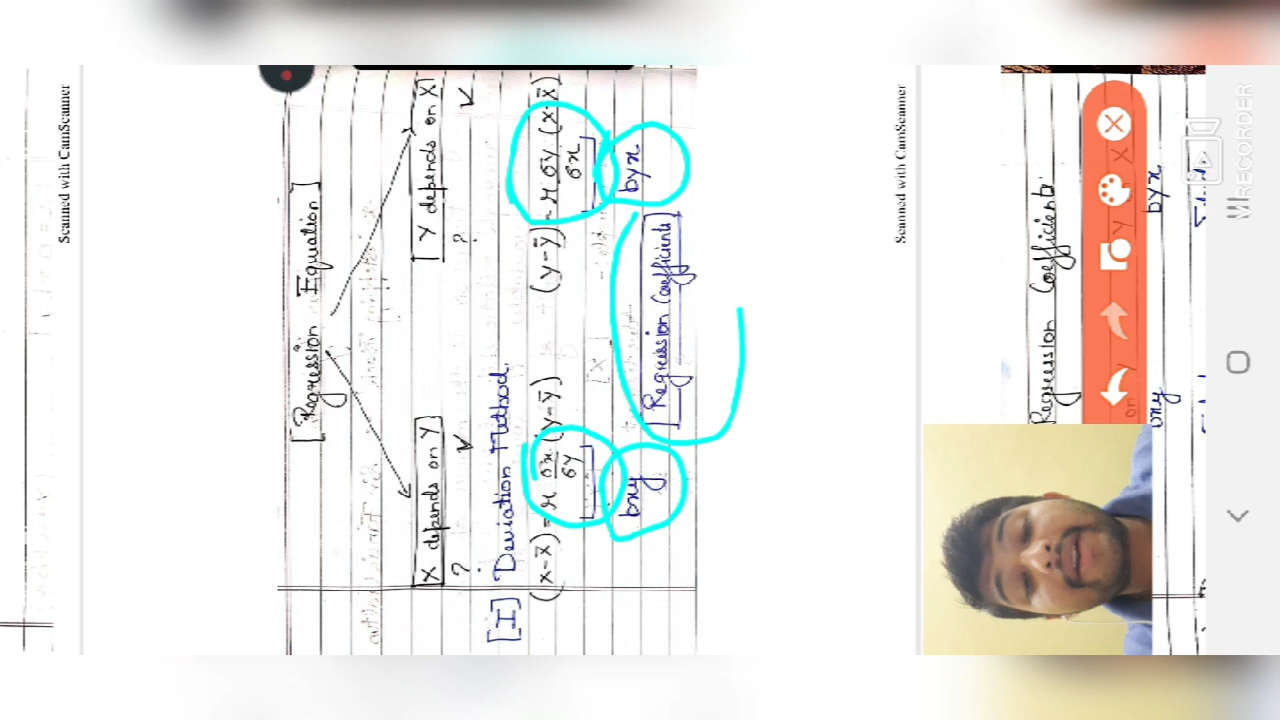 Scanned with CamScanner
[Regression Equation]
X depends on Y
[Y depends on X]
?
?
[I] Deviation Method.
(x-x̄) = r σx/σy (y-ȳ)
(y-ȳ) = r σy/σx (x-x̄)
bxy
byx
[Regression Coefficients]
Scanned with CamScanner
Regression Coefficients
on Y
Y
X
bxy
byx
RECORDER